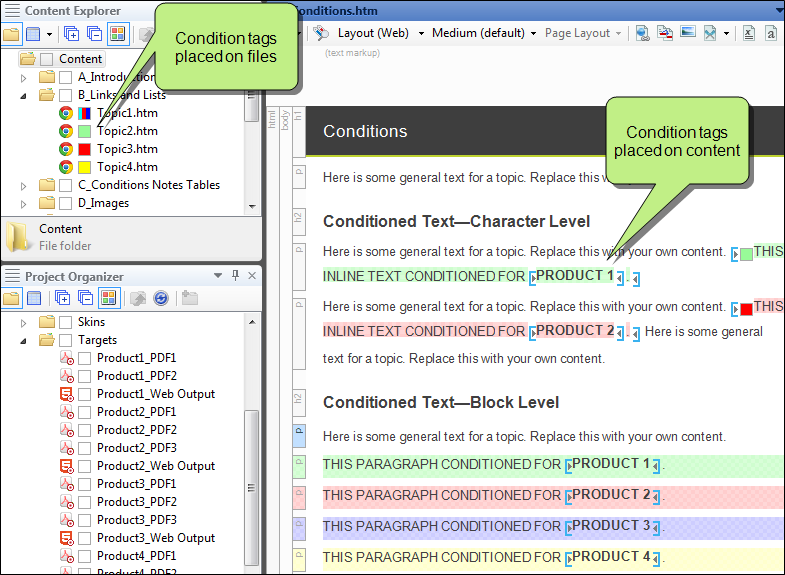 Content Explorer
Condition tags
placed on files
Content
B_Links and Lists
Topic1.htm
Topic2.htm
Topic3.htm
Topic4.htm
C_Conditions Notes Tables
D_Images
Content
File folder
Project Organizer
Skins
Targets
Product1_PDF1
Product1_PDF2
Product1_Web Output
Product2_PDF1
Product2_PDF2
Product2_PDF3
Product2_Web Output
Product3_PDF1
Product3_PDF2
Product3_PDF3
Product3_Web Output
Product4_PDF1
Product4_PDF2
Conditions.htm
Layout (Web) Medium (default) Page Layout
(text markup)
html body h1
Conditions
Condition tags
placed on content
p Here is some general text for a topic. Replace this with your own content.
h2 Conditioned Text—Character Level
p Here is some general text for a topic. Replace this with your own content. THIS
INLINE TEXT CONDITIONED FOR PRODUCT 1 .
p Here is some general text for a topic. Replace this with your own content. THIS
INLINE TEXT CONDITIONED FOR PRODUCT 2 . Here is some general
text for a topic. Replace this with your own content.
h2 Conditioned Text—Block Level
p Here is some general text for a topic. Replace this with your own content.
p THIS PARAGRAPH CONDITIONED FOR PRODUCT 1 .
p THIS PARAGRAPH CONDITIONED FOR PRODUCT 2 .
p THIS PARAGRAPH CONDITIONED FOR PRODUCT 3 .
p THIS PARAGRAPH CONDITIONED FOR PRODUCT 4 .